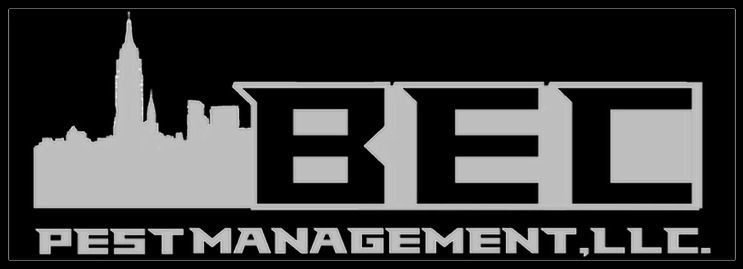 BEC
PEST MANAGEMENT, LLC.